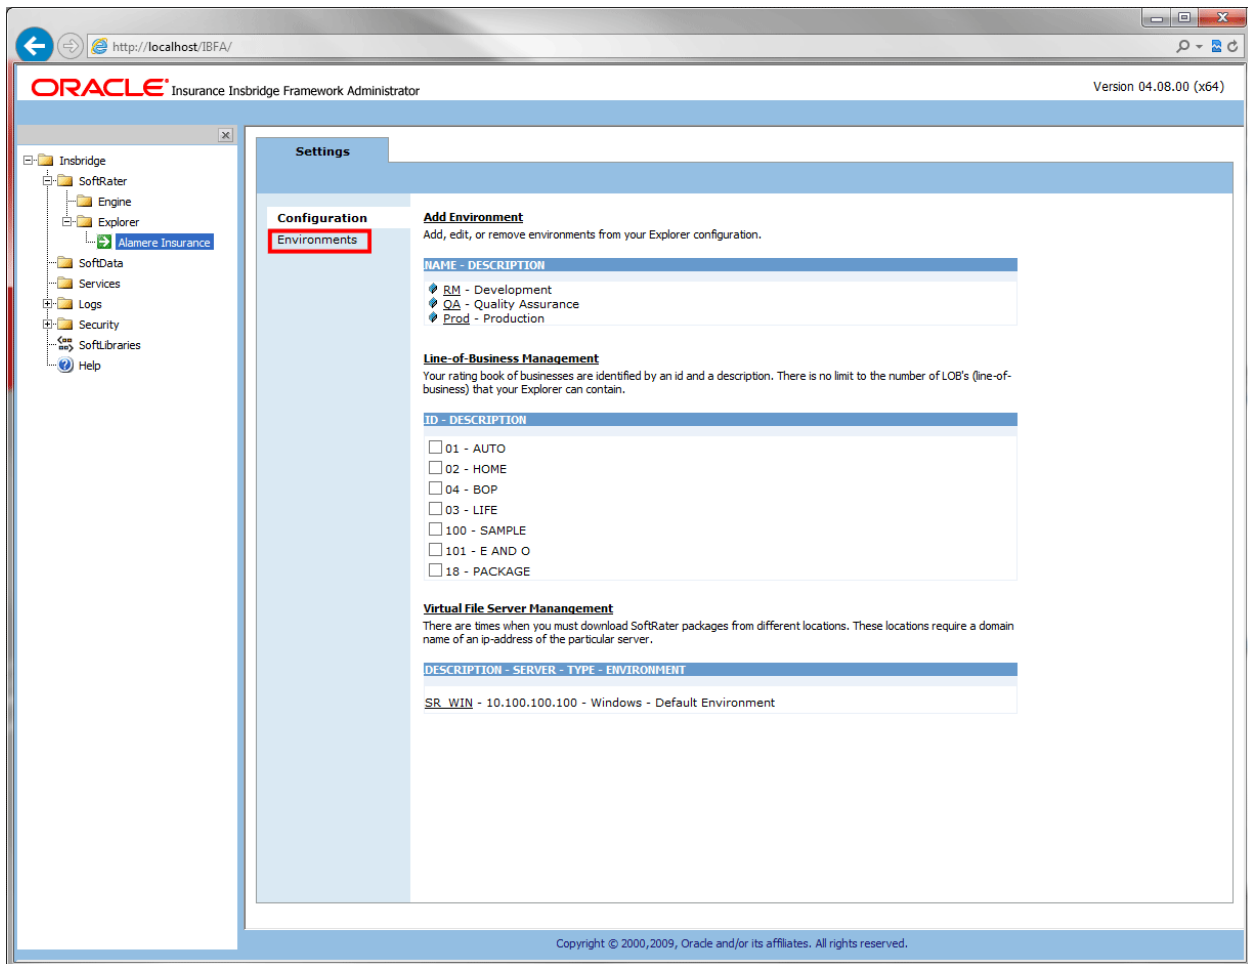 http://localhost/IBFA/
ORACLE Insurance Insbridge Framework Administrator
Version 04.08.00 (x64)
Insbridge
SoftRater
Engine
Explorer
Alamere Insurance
SoftData
Services
Logs
Security
SoftLibraries
Help
Settings
Configuration
Environments
Add Environment
Add, edit, or remove environments from your Explorer configuration.
NAME - DESCRIPTION
RM - Development
QA - Quality Assurance
Prod - Production
Line-of-Business Management
Your rating book of businesses are identified by an id and a description. There is no limit to the number of LOB's (line-of-
business) that your Explorer can contain.
ID - DESCRIPTION
01 - AUTO
02 - HOME
04 - BOP
03 - LIFE
100 - SAMPLE
101 - E AND O
18 - PACKAGE
Virtual File Server Manangement
There are times when you must download SoftRater packages from different locations. These locations require a domain
name of an ip-address of the particular server.
DESCRIPTION - SERVER - TYPE - ENVIRONMENT
SR_WIN - 10.100.100.100 - Windows - Default Environment
Copyright © 2000,2009, Oracle and/or its affiliates. All rights reserved.